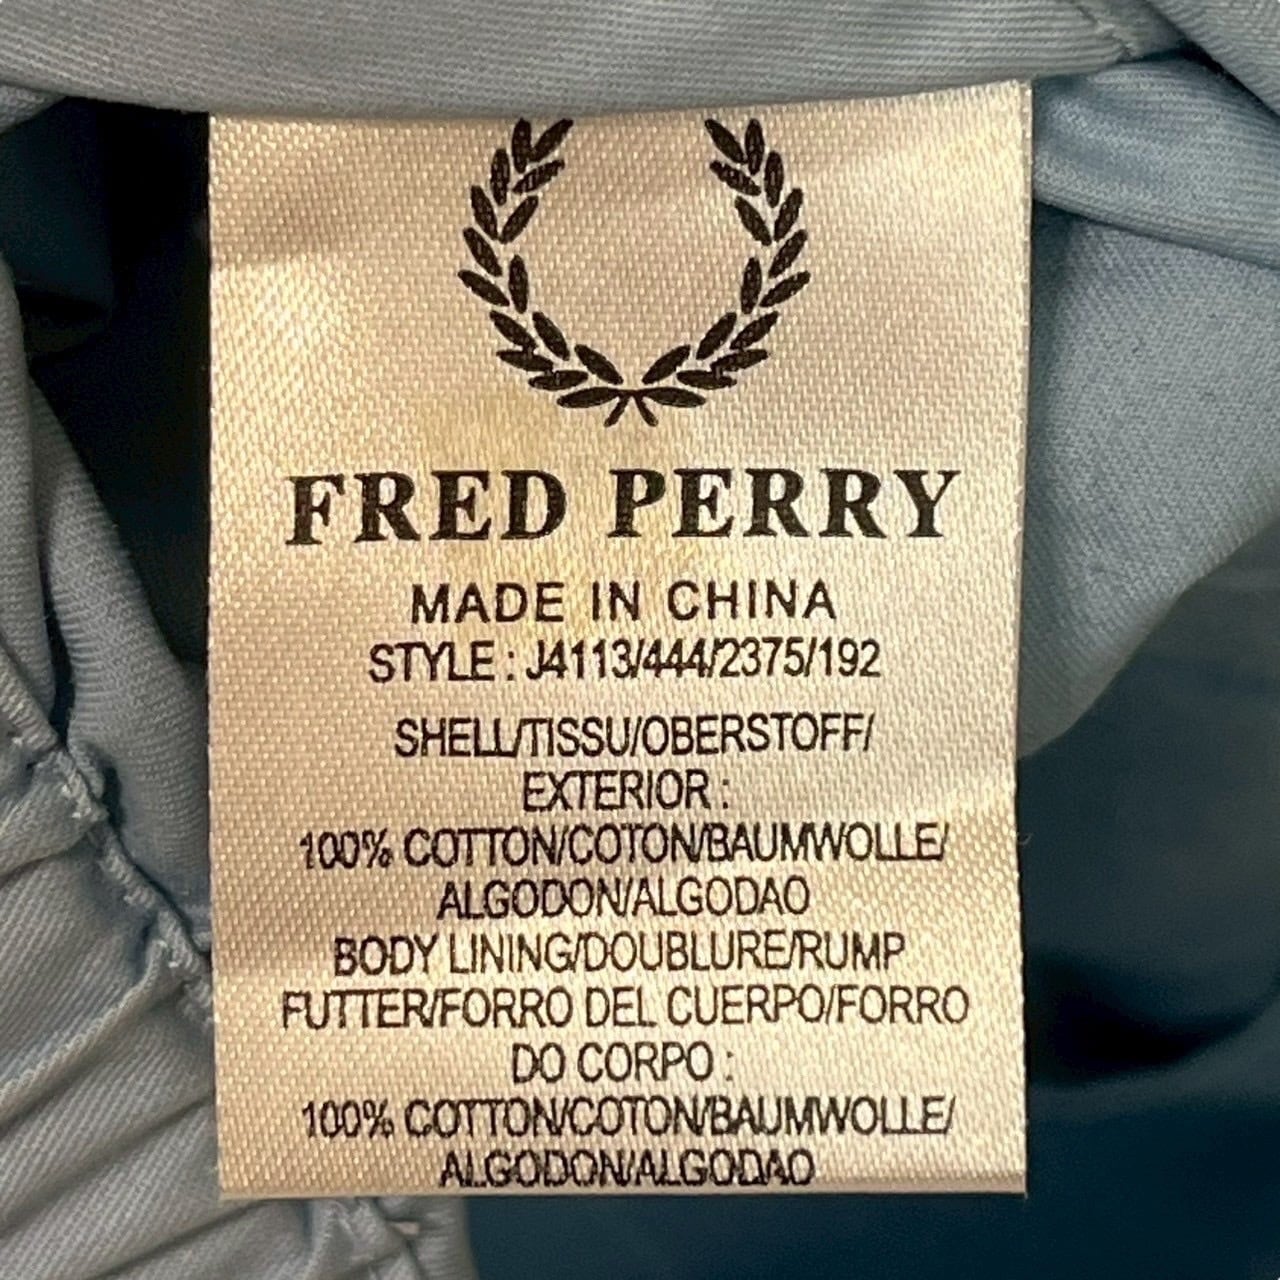 FRED PERRY
MADE IN CHINA
STYLE : J4113/444/2375/192
SHELL/TISSU/OBERSTOFF/
EXTERIOR :
100% COTTON/COTON/BAUMWOLLE/
ALGODON/ALGODAO
BODY LINING/DOUBLURE/RUMP
FUTTER/FORRO DEL CUERPO/FORRO
DO CORPO :
100% COTTON/COTON/BAUMWOLLE/
ALGODON/ALGODAO